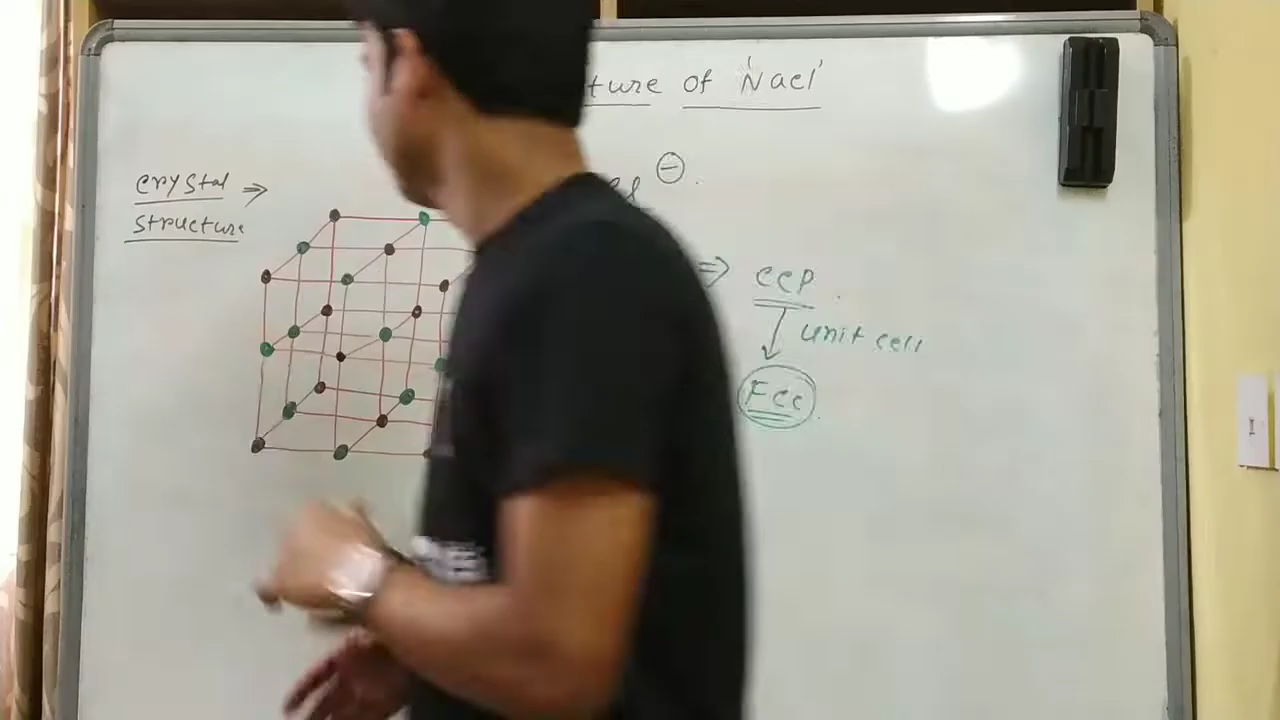 ture of 'Nacl'
crystal ⇒
structure
⊖.
⇒ ccp
unit cell
Fcc